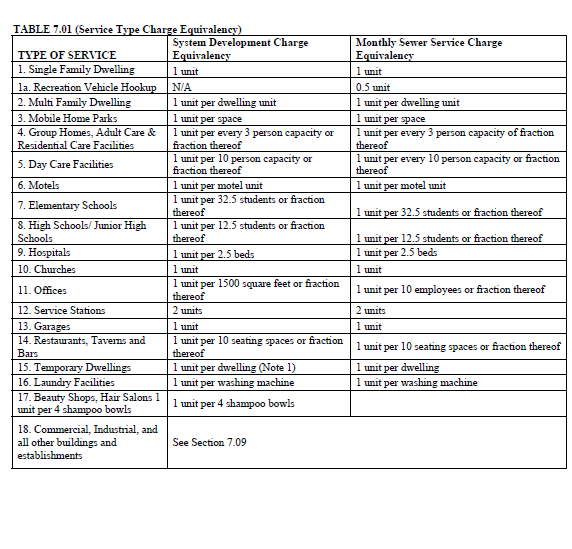 TABLE 7.01 (Service Type Charge Equivalency)
TYPE OF SERVICE
System Development Charge
Equivalency
Monthly Sewer Service Charge
Equivalency
1. Single Family Dwelling
1 unit
1 unit
1a. Recreation Vehicle Hookup
N/A
0.5 unit
2. Multi Family Dwelling
1 unit per dwelling unit
1 unit per dwelling unit
3. Mobile Home Parks
1 unit per space
1 unit per space
4. Group Homes, Adult Care &
Residential Care Facilities
1 unit per every 3 person capacity or
fraction thereof
1 unit per every 3 person capacity of fraction
thereof
5. Day Care Facilities
1 unit per 10 person capacity or
fraction thereof
1 unit per every 10 person capacity or fraction
thereof
6. Motels
1 unit per motel unit
1 unit per motel unit
7. Elementary Schools
1 unit per 32.5 students or fraction
thereof
1 unit per 32.5 students or fraction thereof
8. High Schools/ Junior High
Schools
1 unit per 12.5 students or fraction
thereof
1 unit per 12.5 students or fraction thereof
9. Hospitals
1 unit per 2.5 beds
1 unit per 2.5 beds
10. Churches
1 unit
1 unit
11. Offices
1 unit per 1500 square feet or fraction
thereof
1 unit per 10 employees or fraction thereof
12. Service Stations
2 units
2 units
13. Garages
1 unit
1 unit
14. Restaurants, Taverns and
Bars
1 unit per 10 seating spaces or fraction
thereof
1 unit per 10 seating spaces or fraction thereof
15. Temporary Dwellings
1 unit per dwelling (Note 1)
1 unit per dwelling
16. Laundry Facilities
1 unit per washing machine
1 unit per washing machine
17. Beauty Shops, Hair Salons 1
unit per 4 shampoo bowls
1 unit per 4 shampoo bowls
18. Commercial, Industrial, and
all other buildings and
establishments
See Section 7.09